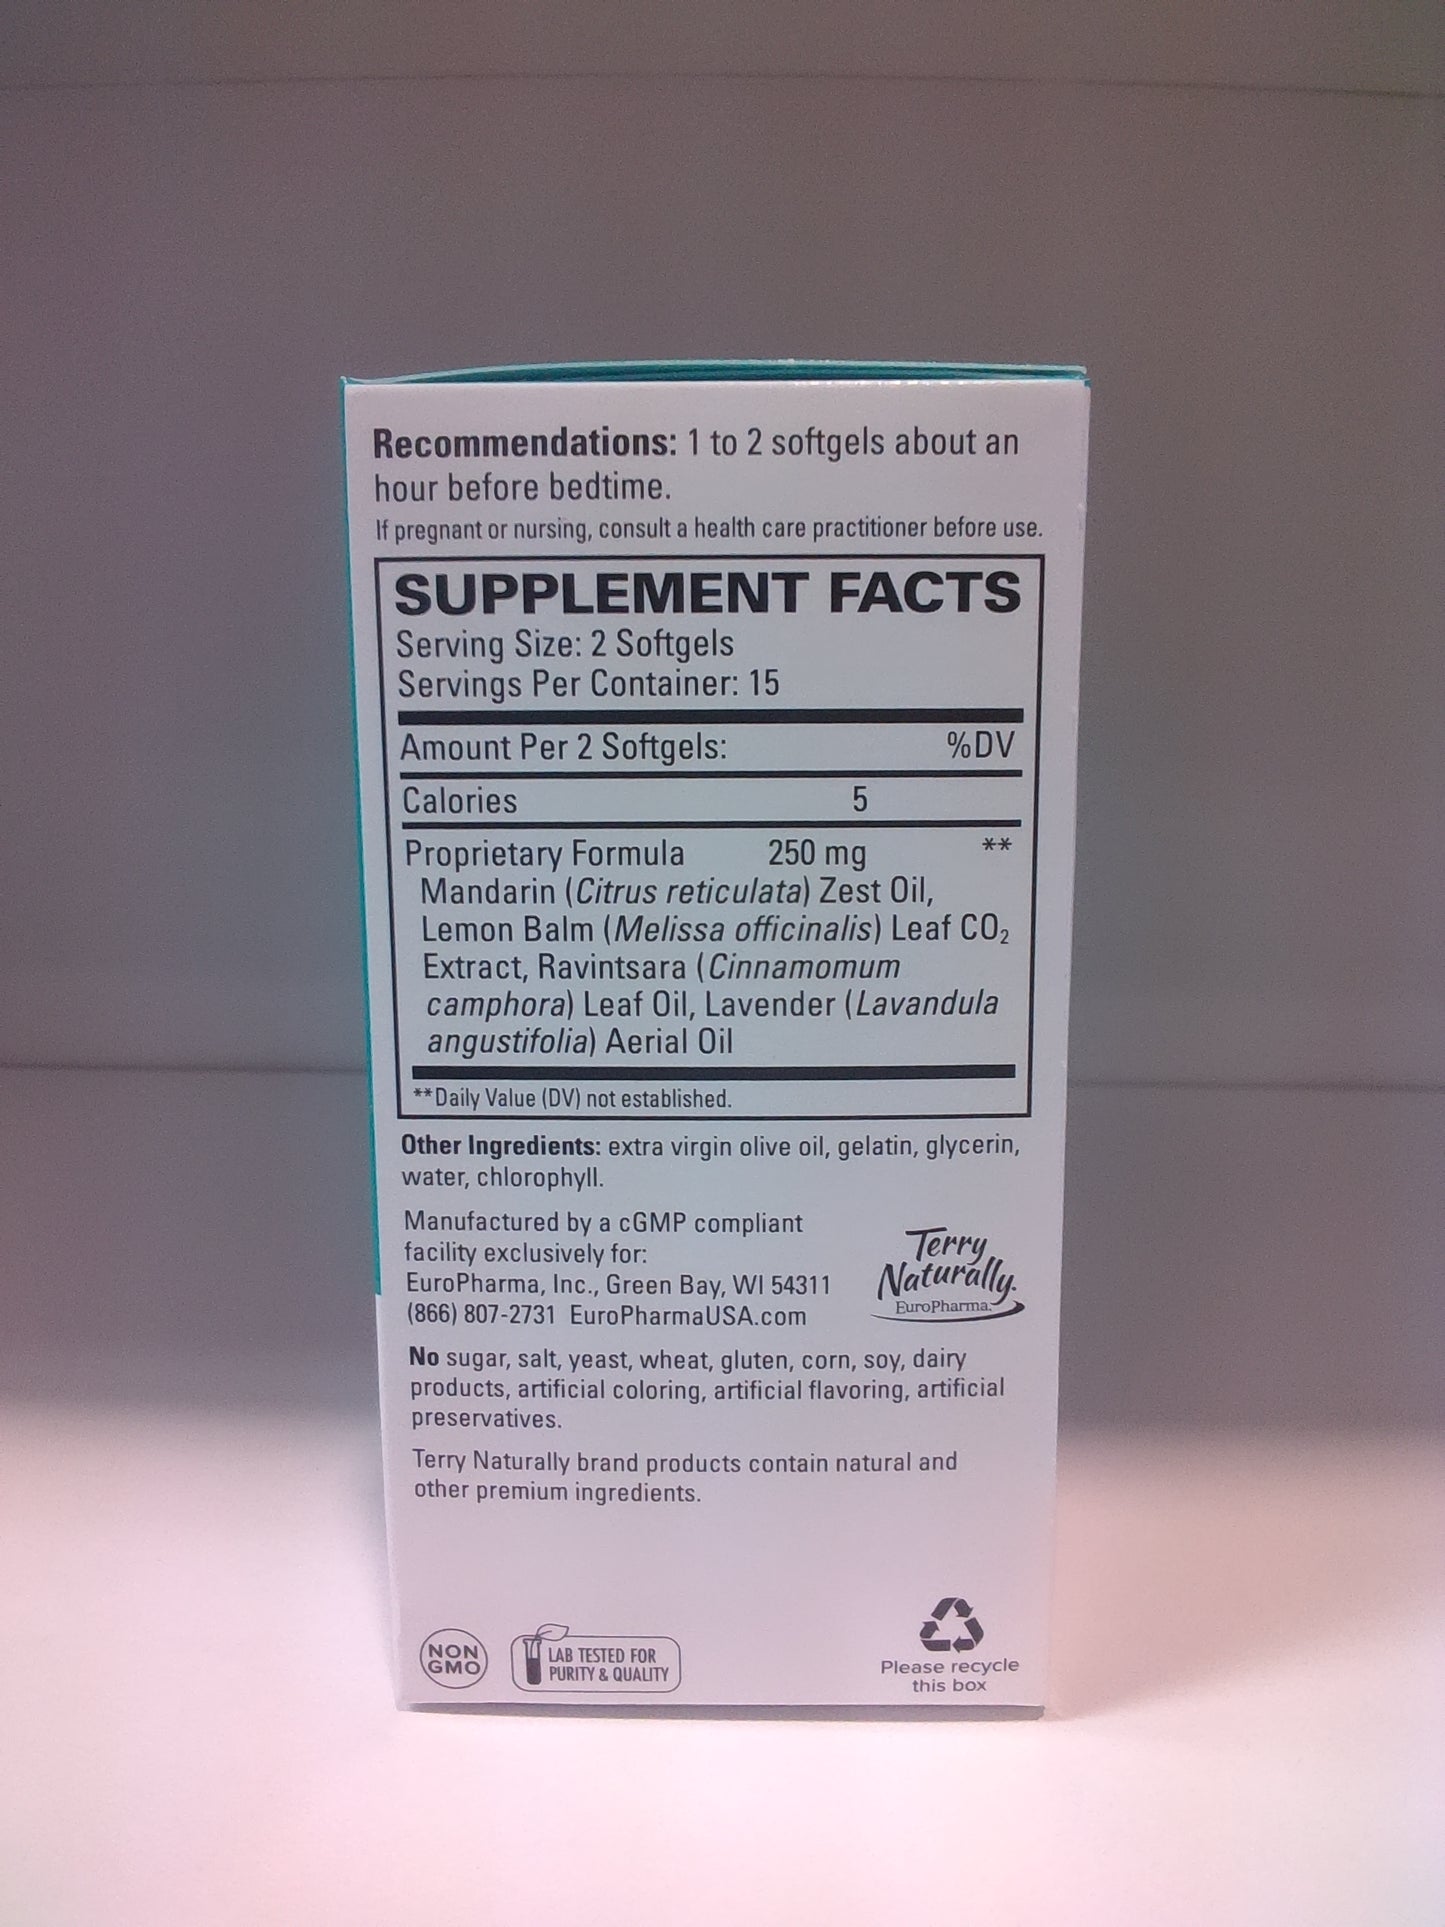 Recommendations: 1 to 2 softgels about an
hour before bedtime.
If pregnant or nursing, consult a health care practitioner before use.
SUPPLEMENT FACTS
Serving Size: 2 Softgels
Servings Per Container: 15
Amount Per 2 Softgels: %DV
Calories 5
Proprietary Formula 250 mg **
Mandarin (Citrus reticulata) Zest Oil,
Lemon Balm (Melissa officinalis) Leaf CO₂
Extract, Ravintsara (Cinnamomum
camphora) Leaf Oil, Lavender (Lavandula
angustifolia) Aerial Oil
**Daily Value (DV) not established.
Other Ingredients: extra virgin olive oil, gelatin, glycerin,
water, chlorophyll.
Manufactured by a cGMP compliant
facility exclusively for:
EuroPharma, Inc., Green Bay, WI 54311
(866) 807-2731 EuroPharmaUSA.com
Terry
Naturally.
EuroPharma.
No sugar, salt, yeast, wheat, gluten, corn, soy, dairy
products, artificial coloring, artificial flavoring, artificial
preservatives.
Terry Naturally brand products contain natural and
other premium ingredients.
NON
GMO
LAB TESTED FOR
PURITY & QUALITY
Please recycle
this box